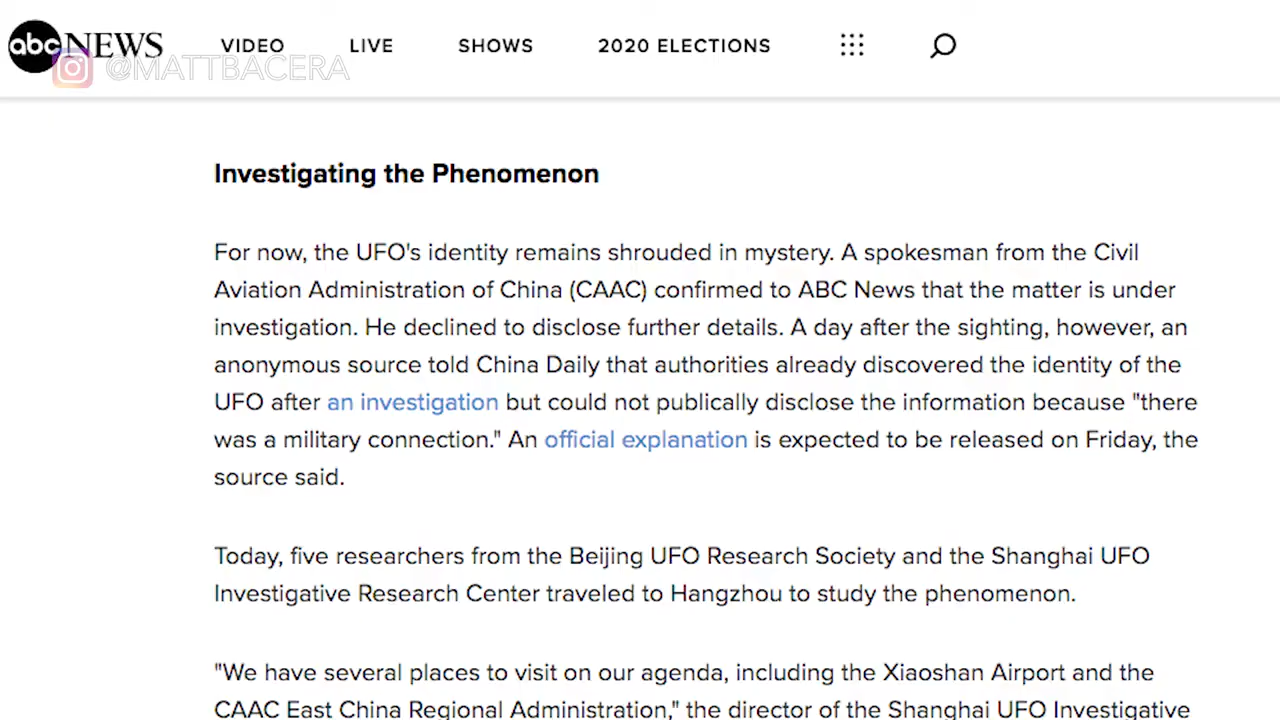 abc NEWS VIDEO LIVE SHOWS 2020 ELECTIONS
@MATTBACERA
Investigating the Phenomenon
For now, the UFO's identity remains shrouded in mystery. A spokesman from the Civil
Aviation Administration of China (CAAC) confirmed to ABC News that the matter is under
investigation. He declined to disclose further details. A day after the sighting, however, an
anonymous source told China Daily that authorities already discovered the identity of the
UFO after an investigation but could not publically disclose the information because "there
was a military connection." An official explanation is expected to be released on Friday, the
source said.
Today, five researchers from the Beijing UFO Research Society and the Shanghai UFO
Investigative Research Center traveled to Hangzhou to study the phenomenon.
"We have several places to visit on our agenda, including the Xiaoshan Airport and the
CAAC East China Regional Administration," the director of the Shanghai UFO Investigative